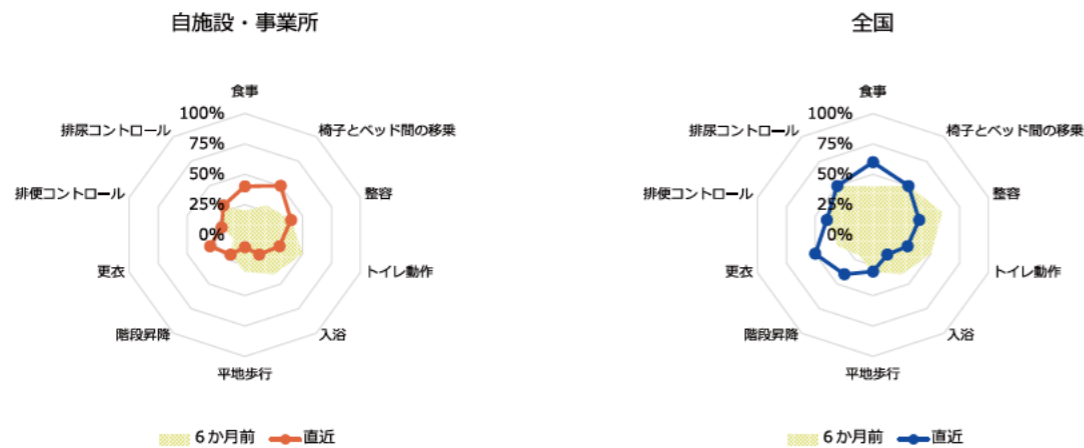 自施設・事業所
食事
椅子とベッド間の移乗
整容
トイレ動作
入浴
平地歩行
階段昇降
更衣
排便コントロール
排尿コントロール
100%
75%
50%
25%
0%
6か月前 直近
全国
食事
椅子とベッド間の移乗
整容
トイレ動作
入浴
平地歩行
階段昇降
更衣
排便コントロール
排尿コントロール
100%
75%
50%
25%
0%
6か月前 直近